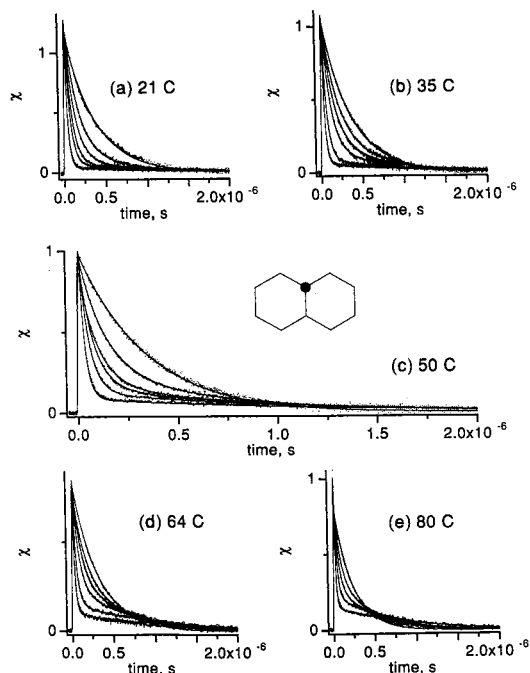 1
χ
0
(a) 21 C
0.0 0.5 2.0x10 -6
time, s
1
χ
0
(b) 35 C
0.0 0.5 2.0x10 -6
time, s
1
χ
0
(c) 50 C
0.0 0.5 1.0 1.5 2.0x10 -6
time, s
χ
0
(d) 64 C
0.0 0.5 2.0x10 -6
time, s
1
χ
0
(e) 80 C
0.0 0.5 2.0x10 -6
time, s